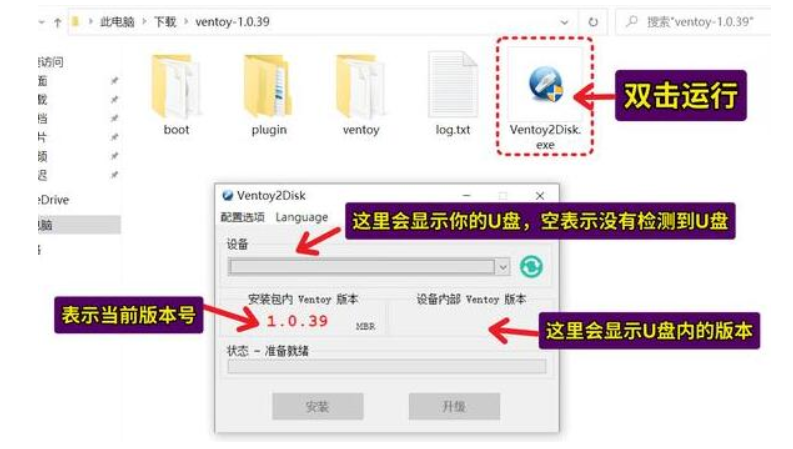 此电脑 > 下载 > ventoy-1.0.39
搜索"ventoy-1.0.39"
访问
面
载
档
片
频
eDrive
电脑
boot
plugin
ventoy
log.txt
Ventoy2Disk.
exe
双击运行
Ventoy2Disk
配置选项 Language
这里会显示你的U盘，空表示没有检测到U盘
设备
安装包内 Ventoy 版本
设备内部 Ventoy 版本
表示当前版本号
1.0.39
MBR
这里会显示U盘内的版本
状态 - 准备就绪
安装
升级